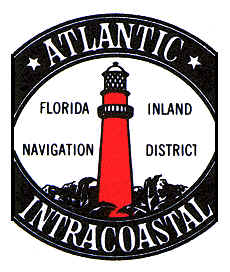 ATLANTIC
FLORIDA INLAND
NAVIGATION DISTRICT
INTRACOASTAL